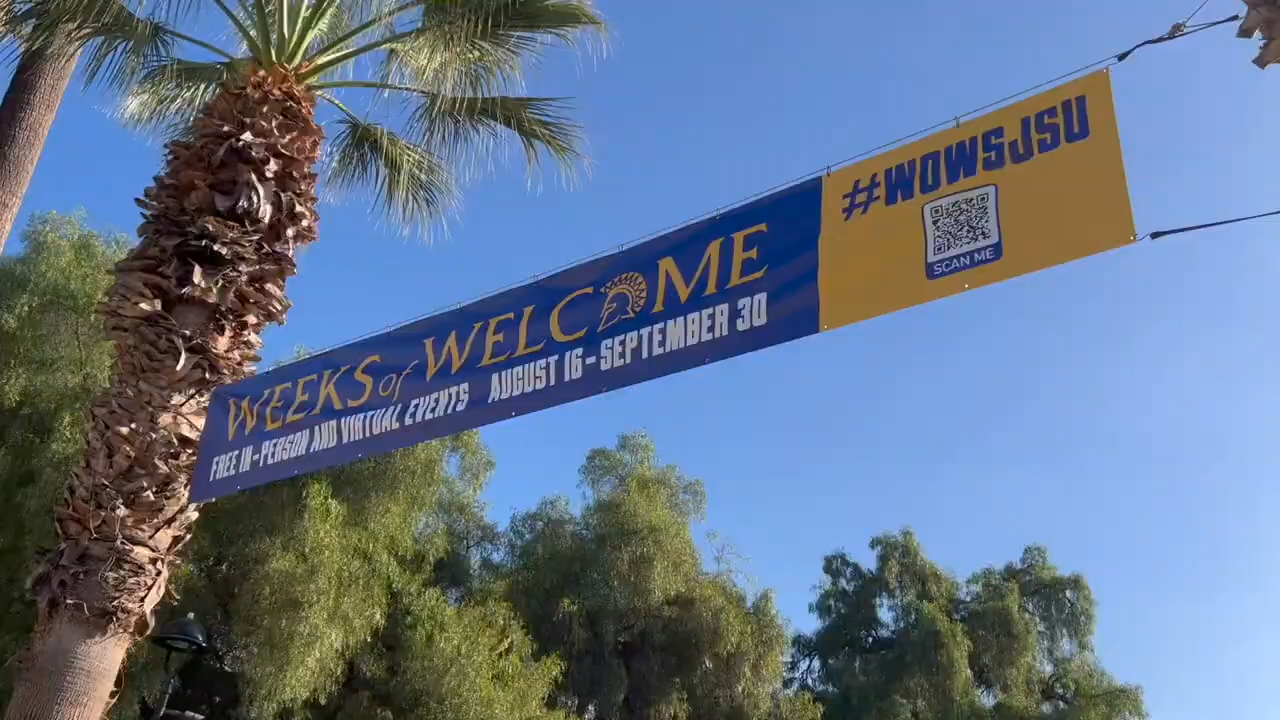 WEEKS of WELCOME
FREE IN-PERSON AND VIRTUAL EVENTS AUGUST 16-SEPTEMBER 30
#WOWSJSU
SCAN ME